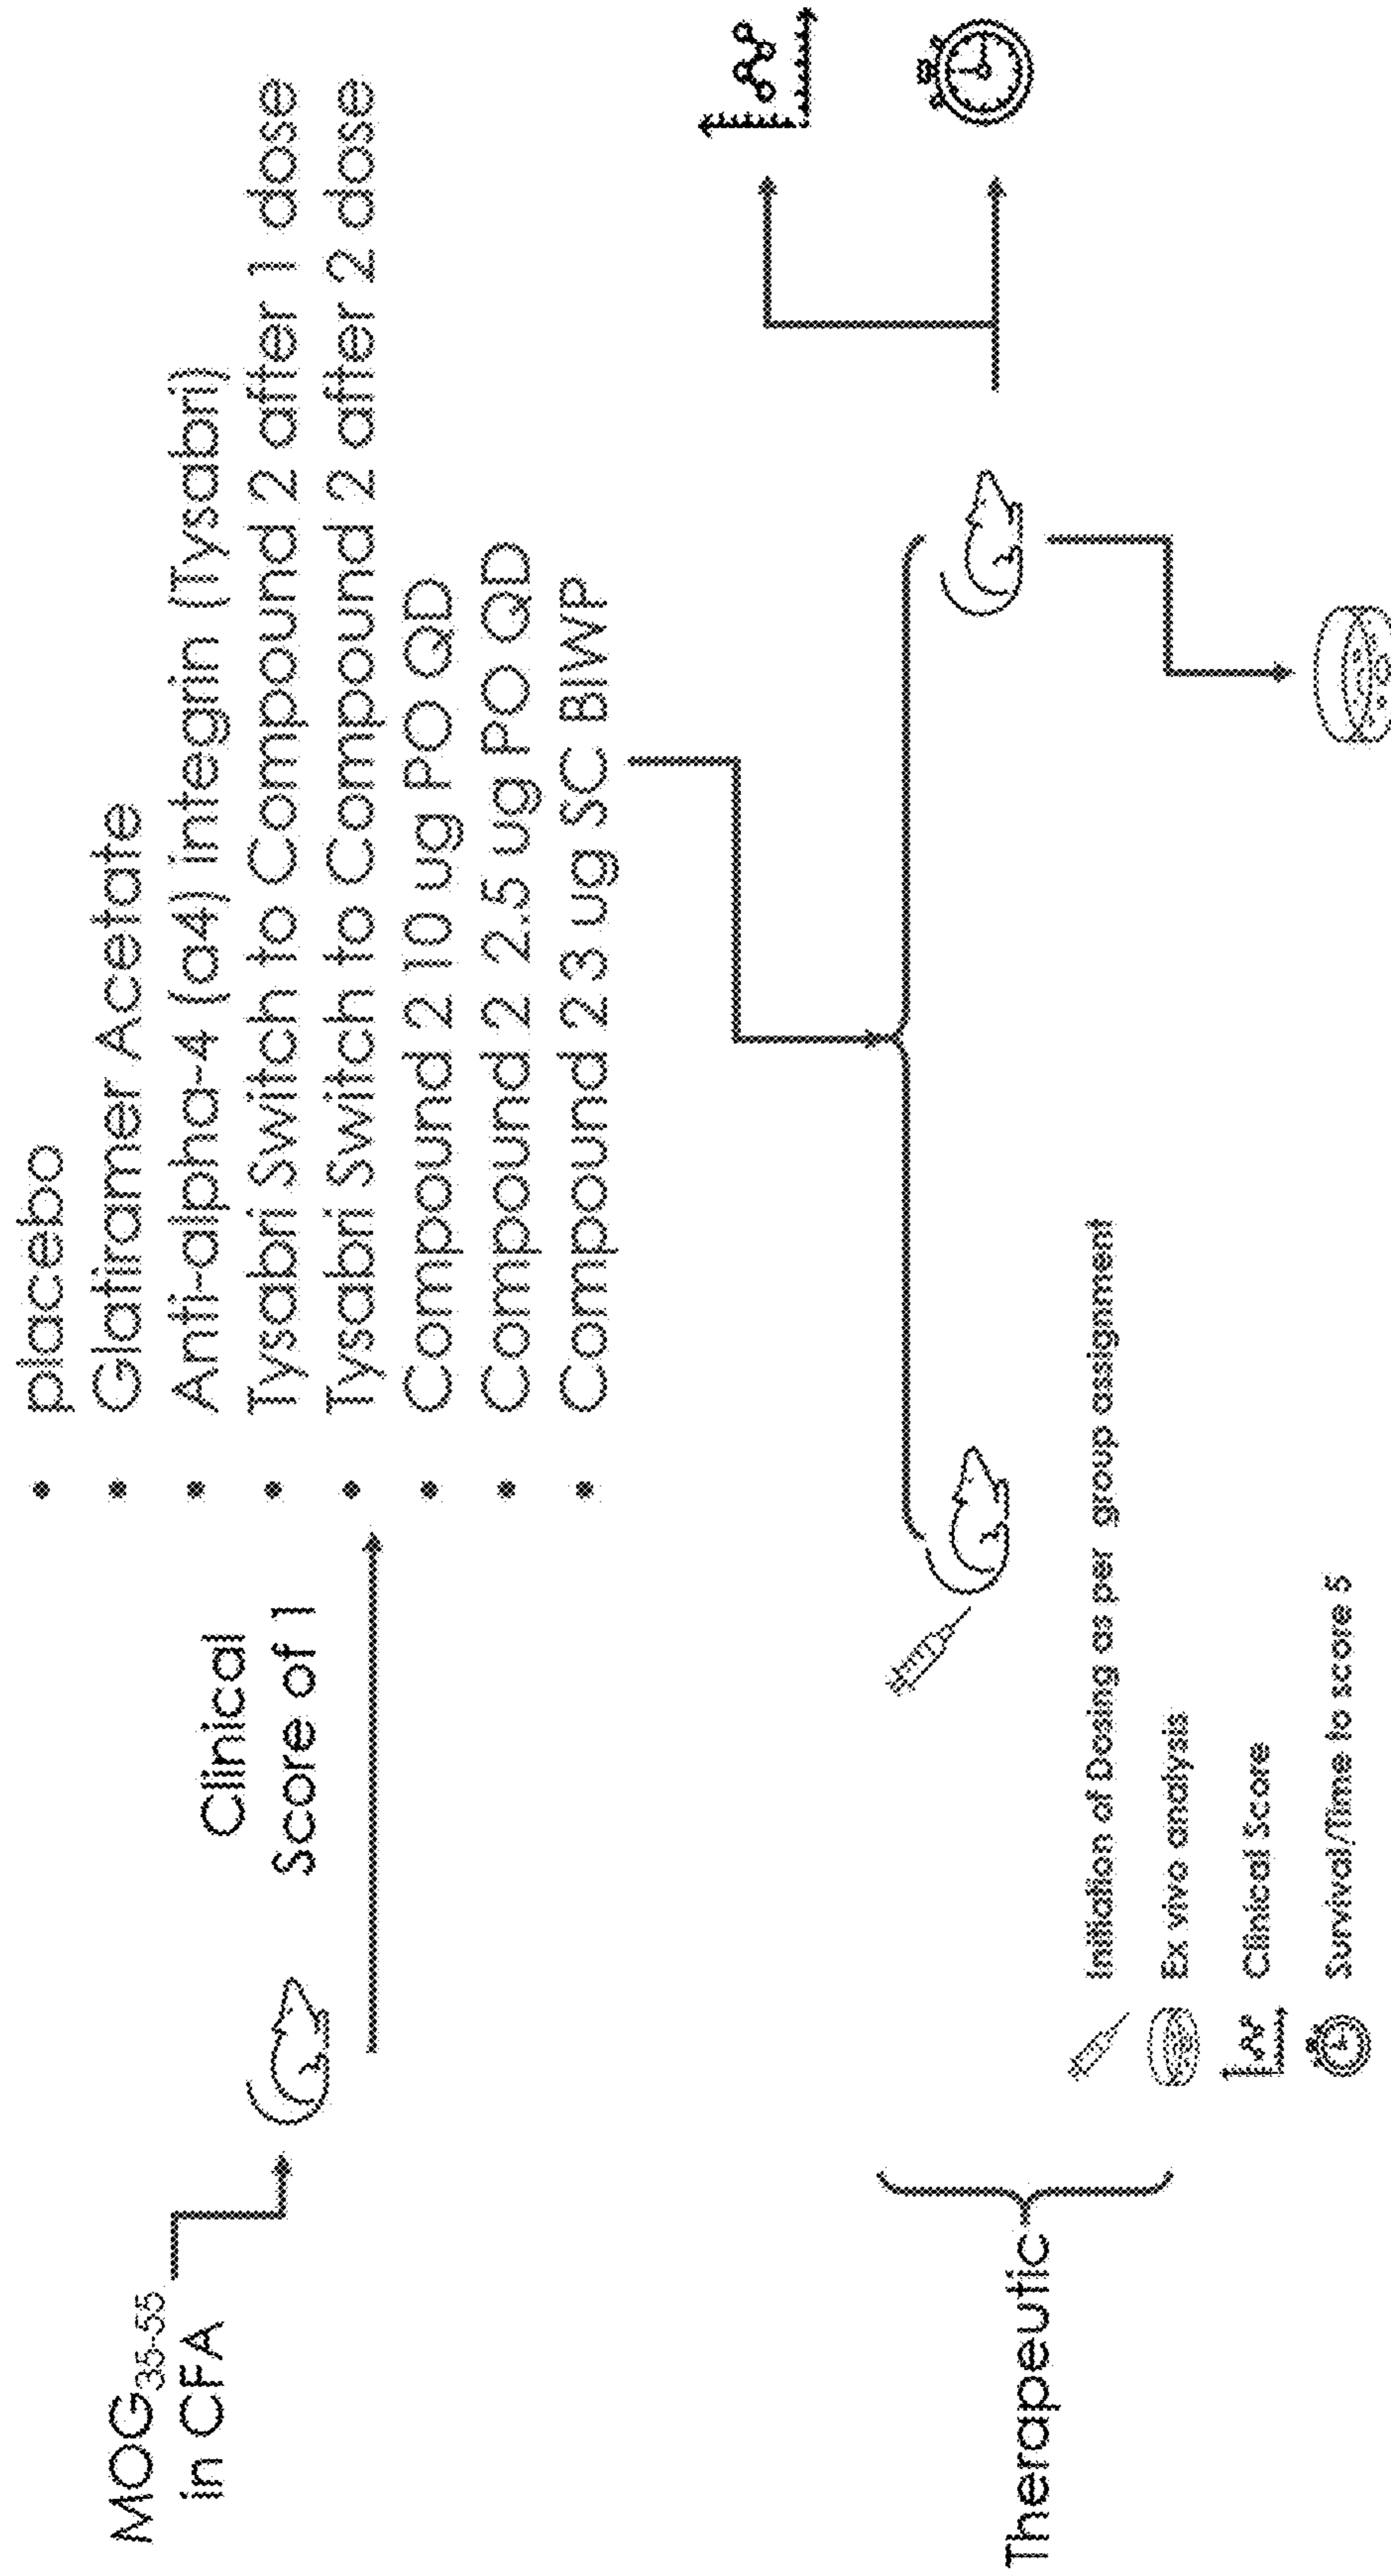 MOG35-55
in CFA
Clinical
Score of 1
• placebo
• Glatiramer Acetate
• Anti-alpha-4 (a4) integrin (Tysabri)
• Tysabri Switch to Compound 2 after 1 dose
• Tysabri Switch to Compound 2 after 2 dose
• Compound 2 10 ug PO QD
• Compound 2 2.5 ug PO QD
• Compound 2 3 ug SC BIWP
Therapeutic
Initiation of Dosing as per group assignment
Ex vivo analysis
Clinical Score
Survival/Time to score 5